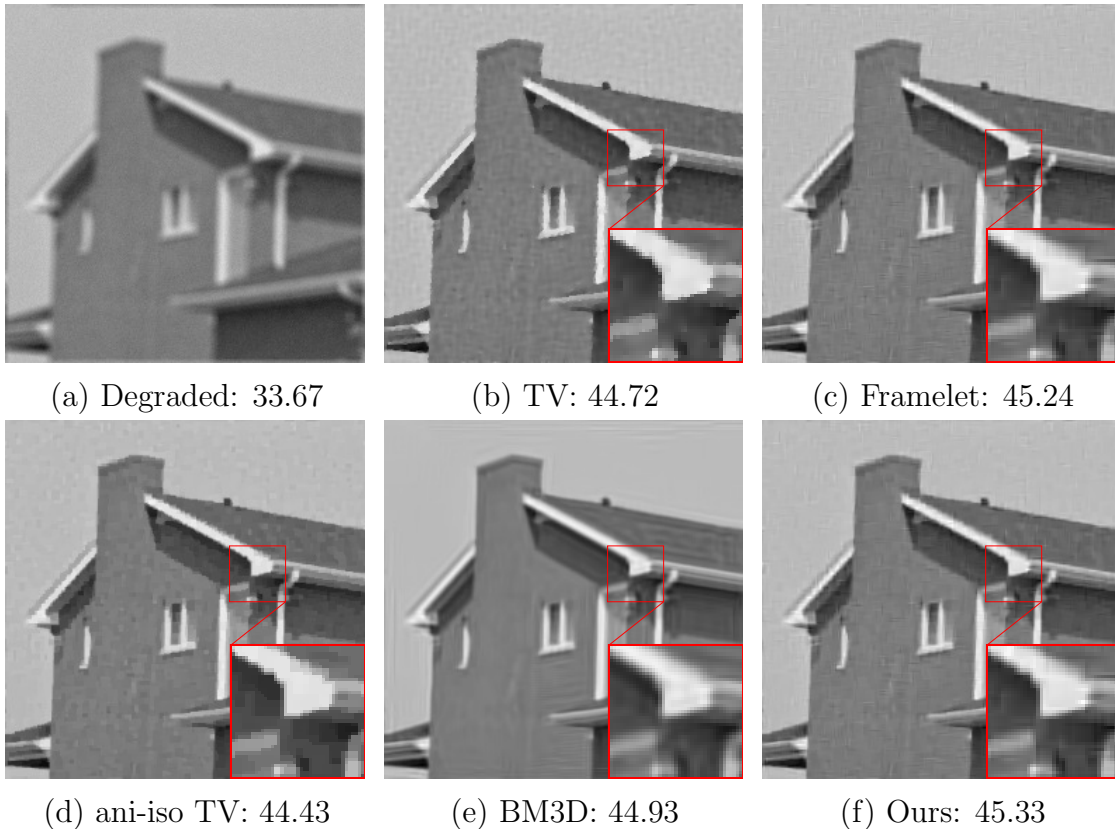 (a) Degraded: 33.67
(b) TV: 44.72
(c) Framelet: 45.24
(d) ani-iso TV: 44.43
(e) BM3D: 44.93
(f) Ours: 45.33